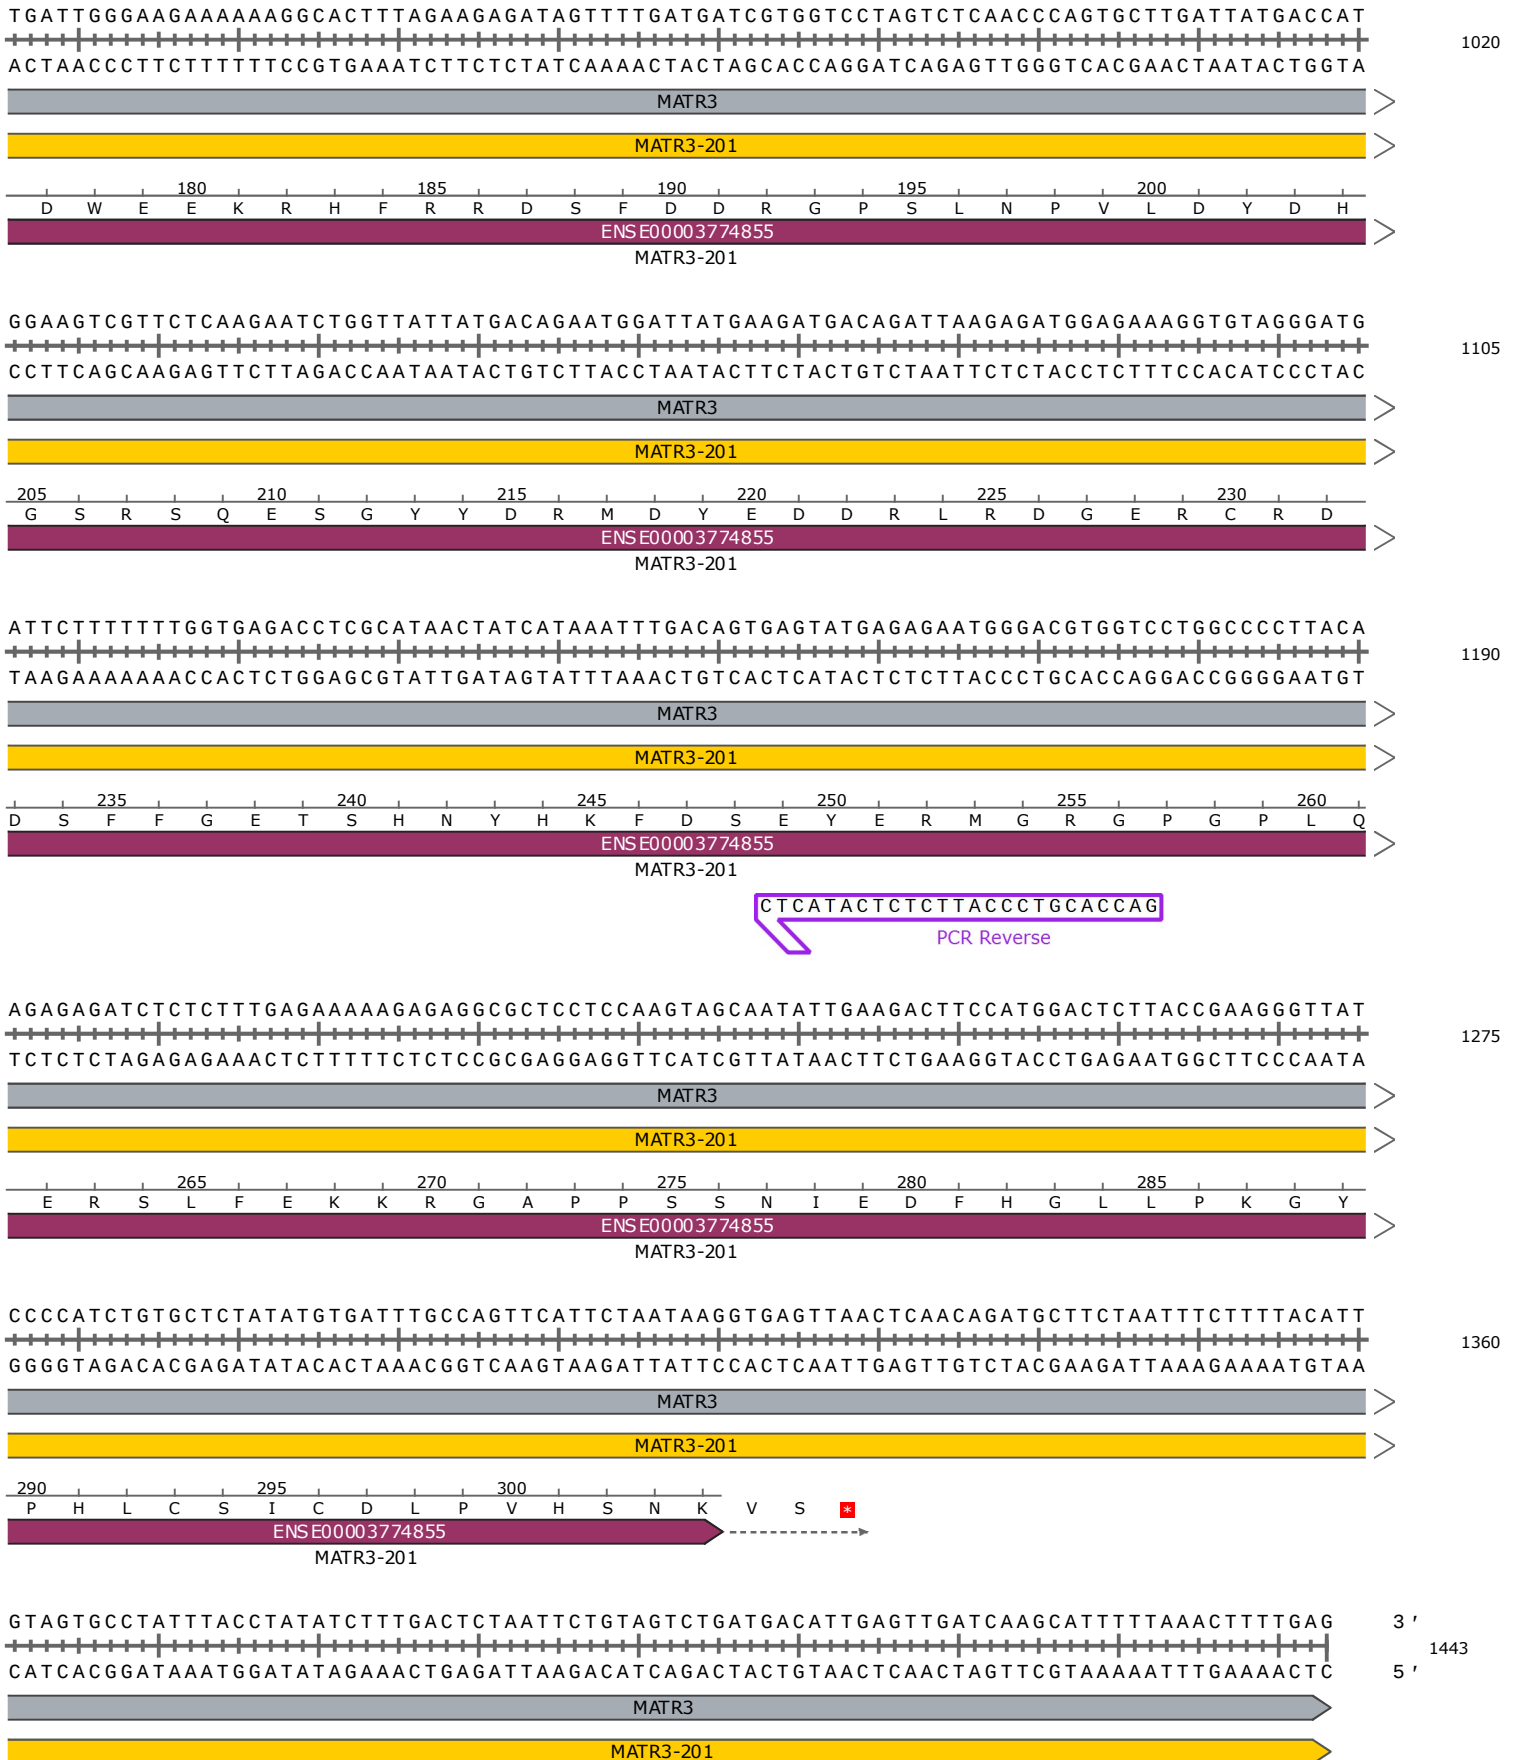 TGATTGGGAAGAAAAAAGGCACTTTAGAAGAGATAGTTTTGATGATCGTGGTCCTAGTCTCAACCCAGTGCTTGATTATGACCAT
1020
ACTAACCCTTCTTTTTTCCGTGAAATCTTCTCTATCAAAACTACTAGCACCAGGATCAGAGTTGGGTCACGAACTAATACTGGTA
MATR3
MATR3-201
180 185 190 195 200
D W E E K R H F R R D S F D D R G P S L N P V L D Y D H
ENSE00003774855
MATR3-201
GGAAGTCGTTCTCAAGAATCTGGTTATTATGACAGAATGGATTATGAAGATGACAGATTAAGAGATGGAGAAAGGTGTAGGGATG
1105
CCTTCAGCAAGAGTTCTTAGACCAATAATACTGTCTTACCTAATACTTCTACTGTCTAATTCTCTACCTCTTTCCACATCCCTAC
MATR3
MATR3-201
205 210 215 220 225 230
G S R S Q E S G Y Y D R M D Y E D D R L R D G E R C R D
ENSE00003774855
MATR3-201
ATTCTTTTTTTGGTGAGACCTCGCATAACTATCATAAATTTGACAGTGAGTATGAGAGAATGGGACGTGGTCCTGGCCCCTTACA
1190
TAAGAAAAAAACCACTCTGGAGCGTATTGATAGTATTTAAACTGTCACTCATACTCTCTTACCCTGCACCAGGACCGGGGAATGT
MATR3
MATR3-201
235 240 245 250 255 260
D S F F G E T S H N Y H K F D S E Y E R M G R G P G P L Q
ENSE00003774855
MATR3-201
CTCATACTCTCTTACCCTGCACCAG
PCR Reverse
AGAGAGATCTCTCTTTGAGAAAAAGAGAGGCGCTCCTCCAAGTAGCAATATTGAAGACTTCCATGGACTCTTACCGAAGGGTTAT
1275
TCTCTCTAGAGAGAAACTCTTTTTCTCTCCGCGAGGAGGTTCATCGTTATAACTTCTGAAGGTACCTGAGAATGGCTTCCCAATA
MATR3
MATR3-201
265 270 275 280 285
E R S L F E K K R G A P P S S N I E D F H G L L P K G Y
ENSE00003774855
MATR3-201
CCCCATCTGTGCTCTATATGTGATTTGCCAGTTCATTCTAATAAGGTGAGTTAACTCAACAGATGCTTCTAATTTCTTTTACATT
1360
GGGGTAGACACGAGATATACACTAAACGGTCAAGTAAGATTATTCCACTCAATTGAGTTGTCTACGAAGATTAAAGAAAATGTAA
MATR3
MATR3-201
290 295 300
P H L C S I C D L P V H S N K V S *
ENSE00003774855
MATR3-201
GTAGTGCCTATTTACCTATATCTTTGACTCTAATTCTGTAGTCTGATGACATTGAGTTGATCAAGCATTTTTAAACTTTTGAG 3'
1443
CATCACGGATAAATGGATATAGAAACTGAGATTAAGACATCAGACTACTGTAACTCAACTAGTTCGTAAAAATTTGAAAACTC 5'
MATR3
MATR3-201